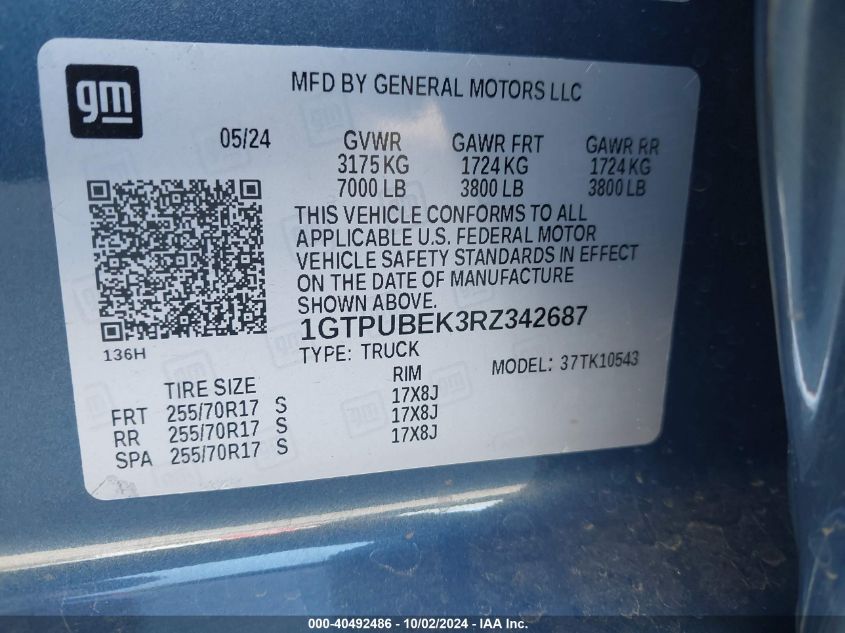 gm
MFD BY GENERAL MOTORS LLC
05/24 GVWR GAWR FRT GAWR RR
3175 KG 1724 KG 1724 KG
7000 LB 3800 LB 3800 LB
THIS VEHICLE CONFORMS TO ALL
APPLICABLE U.S. FEDERAL MOTOR
VEHICLE SAFETY STANDARDS IN EFFECT
ON THE DATE OF MANUFACTURE
SHOWN ABOVE.
136H
1GTPUBEK3RZ342687
TYPE: TRUCK MODEL: 37TK10543
TIRE SIZE RIM
FRT 255/70R17 S 17X8J
RR 255/70R17 S 17X8J
SPA 255/70R17 S 17X8J
000-40492486 - 10/02/2024 - IAA Inc.